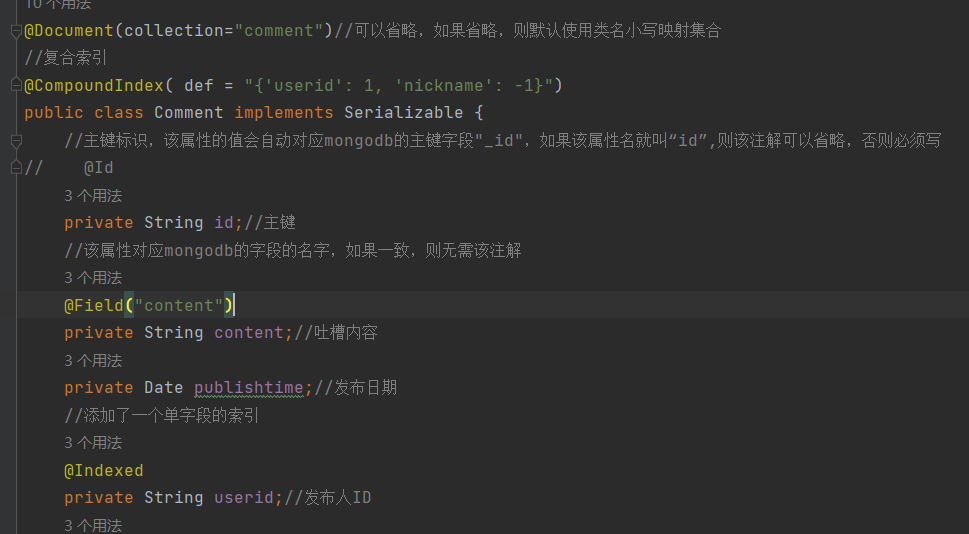 10 个用法
@Document(collection="comment")//可以省略，如果省略，则默认使用类名小写映射集合
//复合索引
@CompoundIndex( def = "{'userid': 1, 'nickname': -1}")
public class Comment implements Serializable {
//主键标识，该属性的值会自动对应mongodb的主键字段"_id"，如果该属性名就叫“id”,则该注解可以省略，否则必须写
//    @Id
3 个用法
private String id;//主键
//该属性对应mongodb的字段的名字，如果一致，则无需该注解
3 个用法
@Field("content")
private String content;//吐槽内容
3 个用法
private Date publishtime;//发布日期
//添加了一个单字段的索引
3 个用法
@Indexed
private String userid;//发布人ID
3 个用法